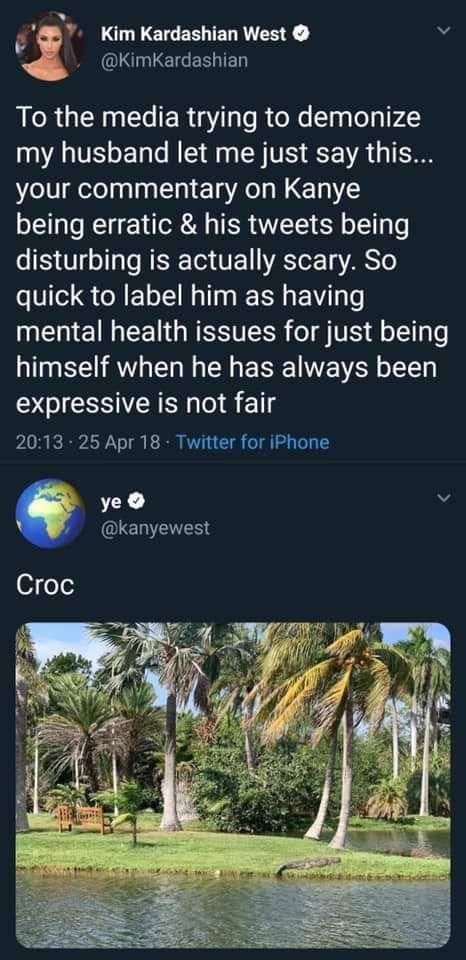 Kim Kardashian West
@KimKardashian
To the media trying to demonize
my husband let me just say this...
your commentary on Kanye
being erratic & his tweets being
disturbing is actually scary. So
quick to label him as having
mental health issues for just being
himself when he has always been
expressive is not fair
20:13 · 25 Apr 18 · Twitter for iPhone
ye
@kanyewest
Croc